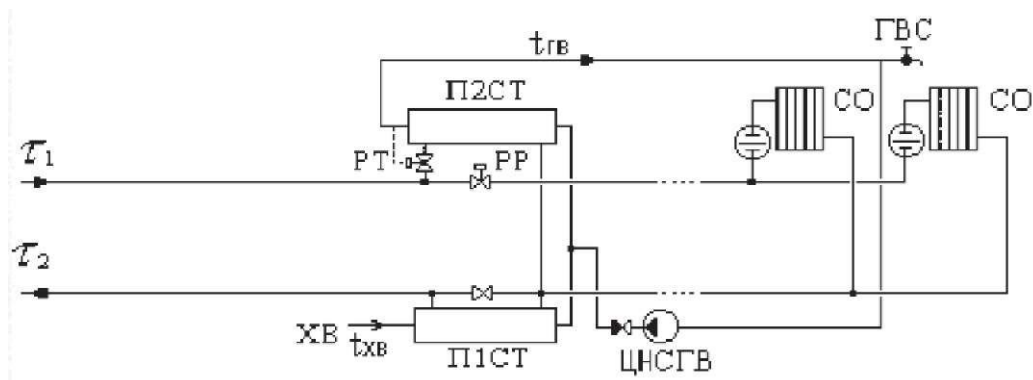 ГВС
tГВ
П2СТ
СО
СО
РТ
РР
τ1
τ2
ХВ
tХВ
П1СТ
ЦНСГВ